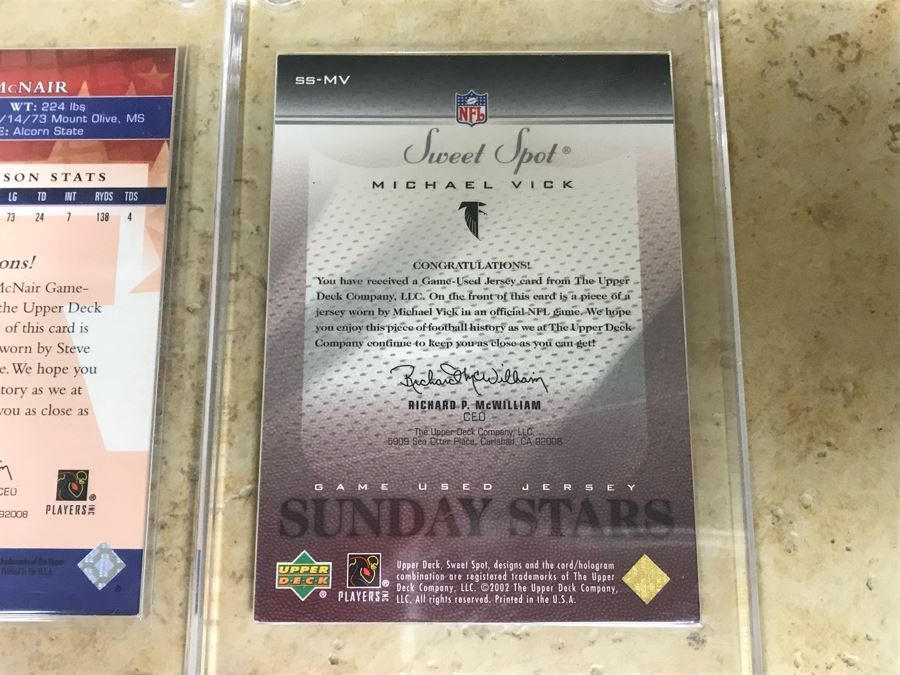 McNAIR
WT: 224 lbs
/14/73 Mount Olive, MS
E: Alcorn State
SON STATS
LG TD INT RYDS TDS
73 24 7 138 4
ons!
McNair Game-
the Upper Deck
of this card is
worn by Steve
e. We hope you
tory as we at
you as close as
CEO
PLAYERS INC
92008
Printed in the U.S.A.
SS-MV
NFL
Sweet Spot®
MICHAEL VICK
CONGRATULATIONS!
You have received a Game-Used Jersey card from The Upper
Deck Company, LLC. On the front of this card is a piece of a
jersey worn by Michael Vick in an official NFL game. We hope
you enjoy this piece of football history as we at The Upper Deck
Company continue to keep you as close as you can get!
Richard McWilliam
RICHARD P. McWILLIAM
CEO
The Upper Deck Company, LLC.
5909 Sea Otter Place, Carlsbad, CA 92008
GAME USED JERSEY
SUNDAY STARS
UPPER DECK®
PLAYERS INC®
Upper Deck, Sweet Spot, designs and the card/hologram
combination are registered trademarks of The Upper
Deck Company, LLC. ©2002 The Upper Deck Company,
LLC. All rights reserved. Printed in the U.S.A.